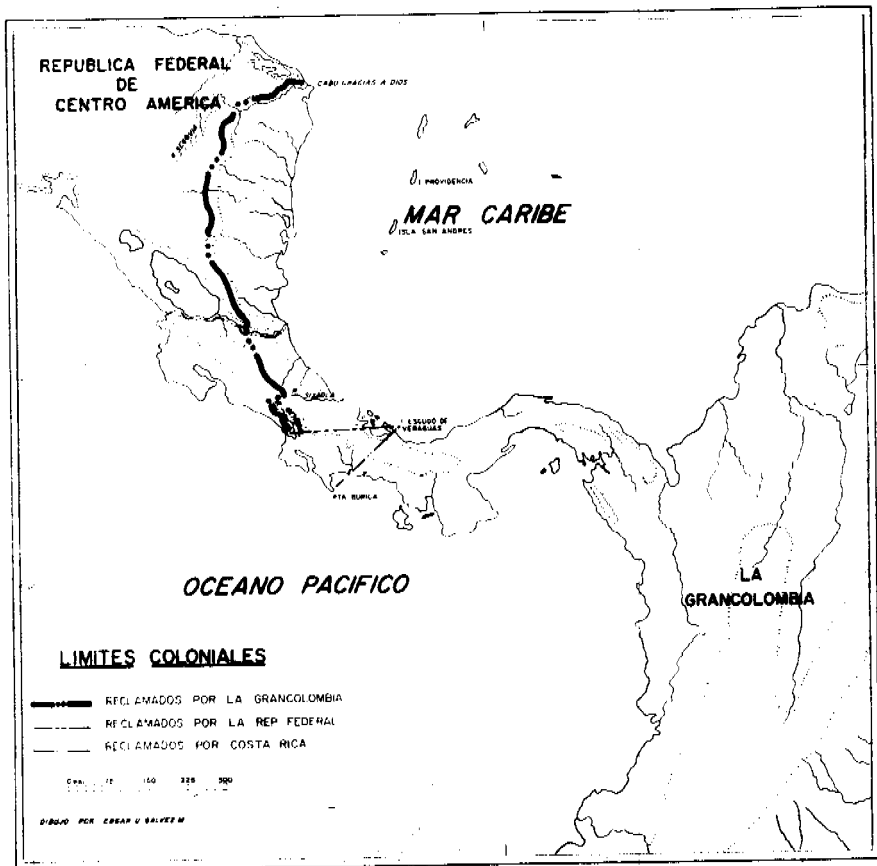 REPUBLICA FEDERAL
DE
CENTRO AMERICA
CABO GRACIAS A DIOS
I PROVIDENCIA
MAR CARIBE
ISLA SAN ANDRES
I ESCUDO DE
VERAGUAS
PTA BURICA
OCEANO PACIFICO
LA
GRANCOLOMBIA
LIMITES COLONIALES
RECLAMADOS POR LA GRANCOLOMBIA
RECLAMADOS POR LA REP FEDERAL
RECLAMADOS POR COSTA RICA
DIBUJO POR EDGAR U GALVEZ M